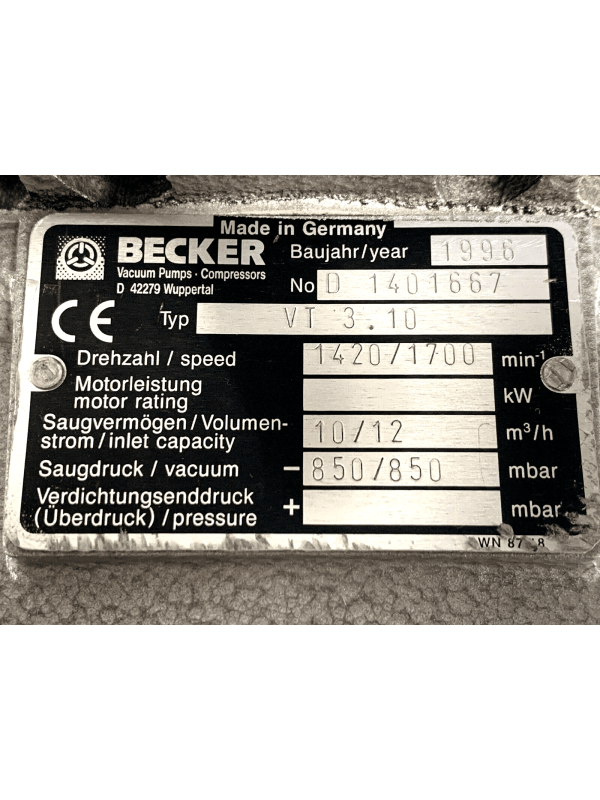 Made in Germany
BECKER Baujahr/year 1996
Vacuum Pumps · Compressors
D 42279 Wuppertal No D 1401667
CE Typ VT 3.10
Drehzahl / speed 1420/1700 min-1
Motorleistung
motor rating kW
Saugvermögen/Volumen-
strom/inlet capacity 10/12 m³/h
Saugdruck / vacuum – 850/850 mbar
Verdichtungsenddruck
(Überdruck) / pressure + mbar
WN